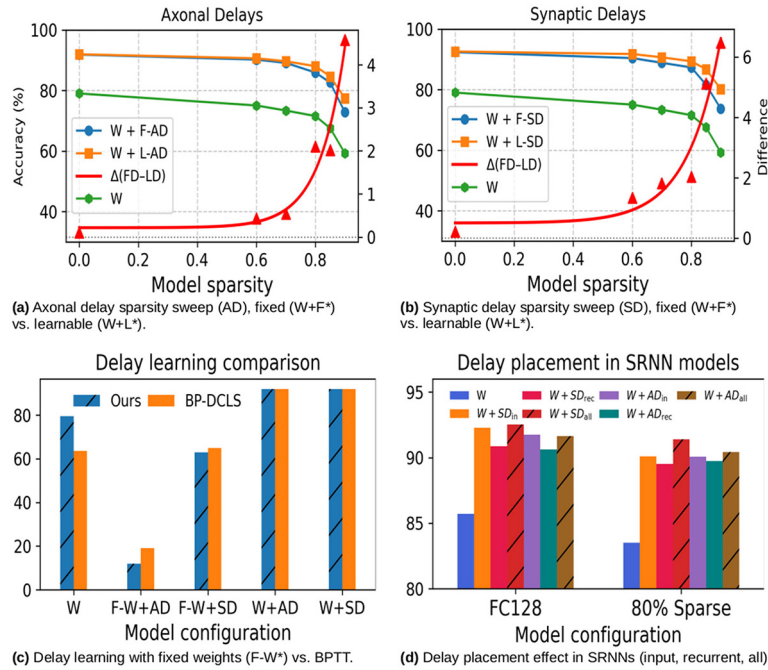 Axonal Delays
100
80
60
40
Accuracy (%)
W + F-AD
W + L-AD
Δ(FD–LD)
W
4
3
2
1
0
0.0 0.2 0.4 0.6 0.8
Model sparsity
(a) Axonal delay sparsity sweep (AD), fixed (W+F*)
vs. learnable (W+L*).
Synaptic Delays
100
80
60
40
W + F-SD
W + L-SD
Δ(FD–LD)
W
6
4
2
0
Difference
0.0 0.2 0.4 0.6 0.8
Model sparsity
(b) Synaptic delay sparsity sweep (SD), fixed (W+F*)
vs. learnable (W+L*).
Delay learning comparison
Ours BP-DCLS
80
60
40
20
0
W F-W+AD F-W+SD W+AD W+SD
Model configuration
(c) Delay learning with fixed weights (F-W*) vs. BPTT.
Delay placement in SRNN models
95
90
85
80
W W + SDrec W + ADin W + ADall
W + SDin W + SDall W + ADrec
FC128 80% Sparse
Model configuration
(d) Delay placement effect in SRNNs (input, recurrent, all)